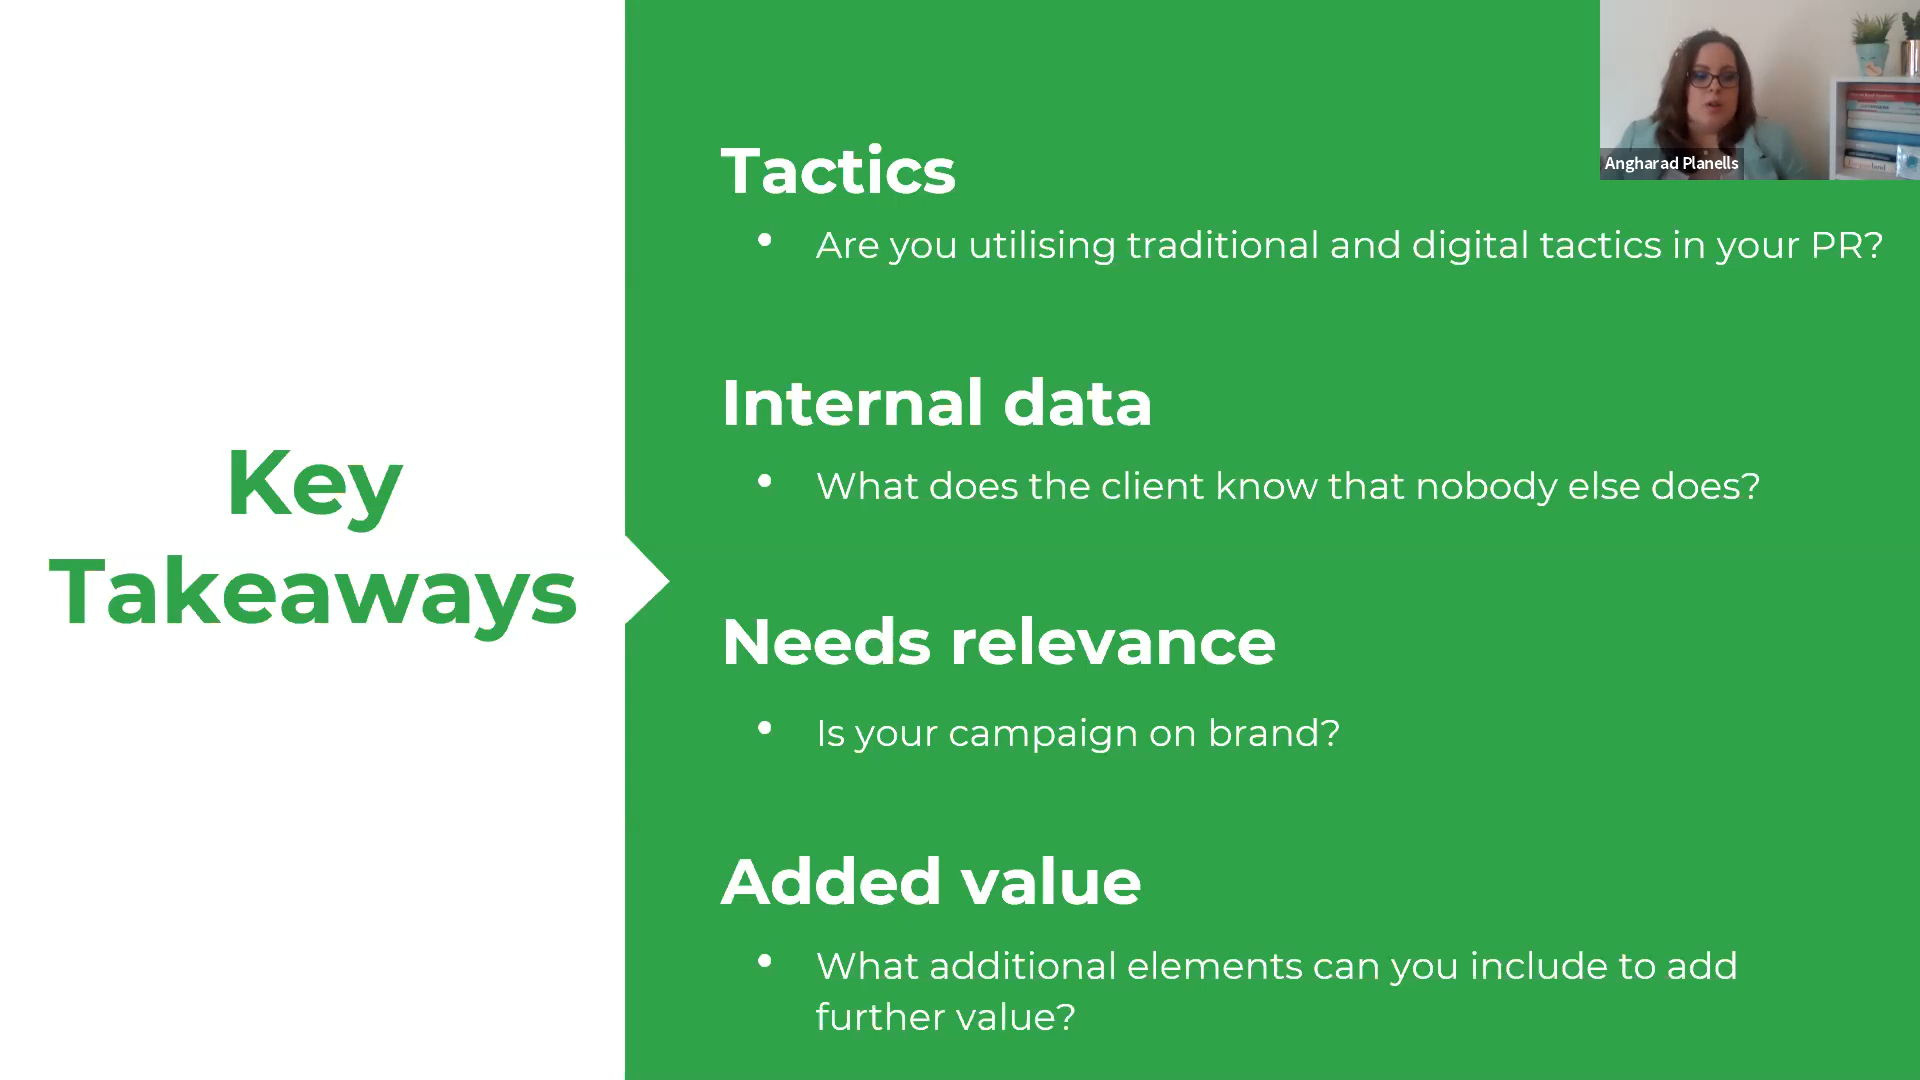 Key
Takeaways
Tactics
• Are you utilising traditional and digital tactics in your PR?
Internal data
• What does the client know that nobody else does?
Needs relevance
• Is your campaign on brand?
Added value
• What additional elements can you include to add
further value?
Angharad Planells